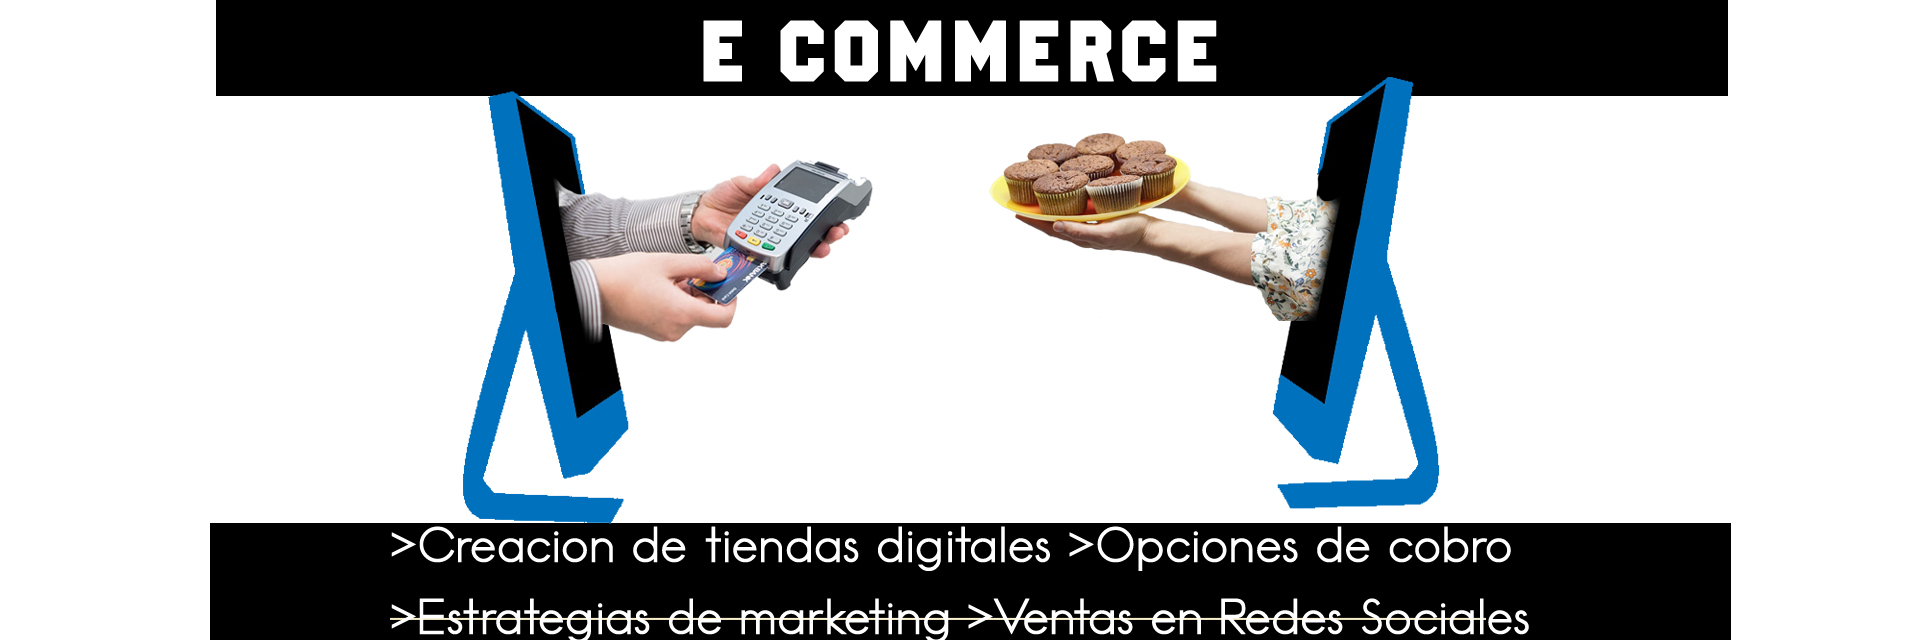 E COMMERCE
>Creacion de tiendas digitales >Opciones de cobro
>Estrategias de marketing >Ventas en Redes Sociales